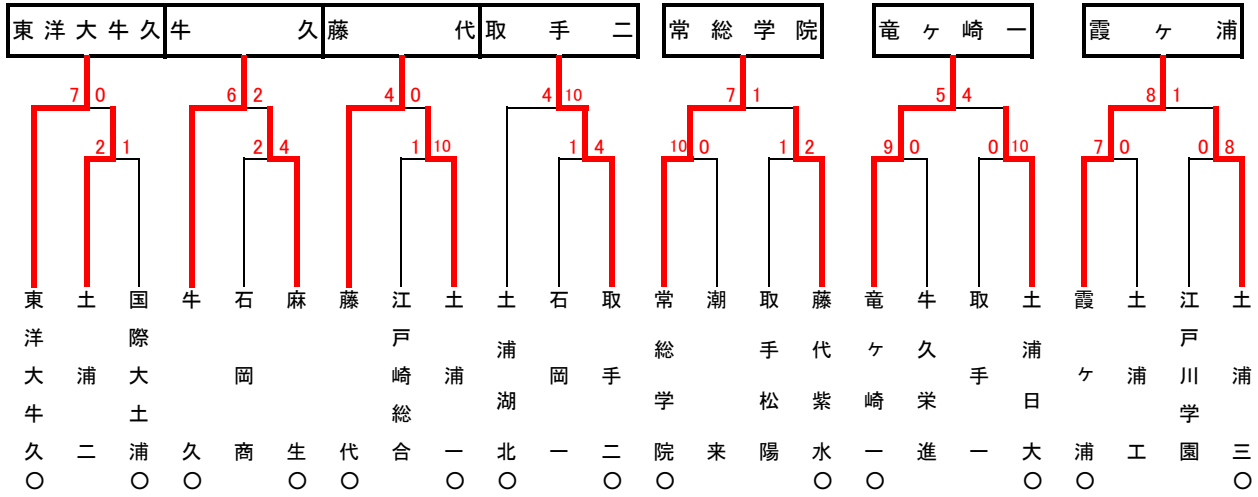 東洋大牛久 牛久 藤代 取手二 常総学院 竜ヶ崎一 霞ヶ浦
7 0 6 2 4 0 4 10 7 1 5 4 8 1
2 1 2 4 1 10 1 4 10 0 1 2 9 0 0 10 7 0 0 8
東洋大牛久
土浦二
国際大土浦
牛久
石岡商
麻生
藤代
江戸崎総合
土浦一
土浦湖北
石岡一
取手二
常総学院
潮来
取手松陽
藤代紫水
竜ヶ崎一
牛久栄進
取手一
土浦日大
霞ヶ浦
土浦工
江戸川学園
土浦三
○ ○ ○ ○ ○ ○ ○ ○ ○ ○ ○ ○ ○ ○